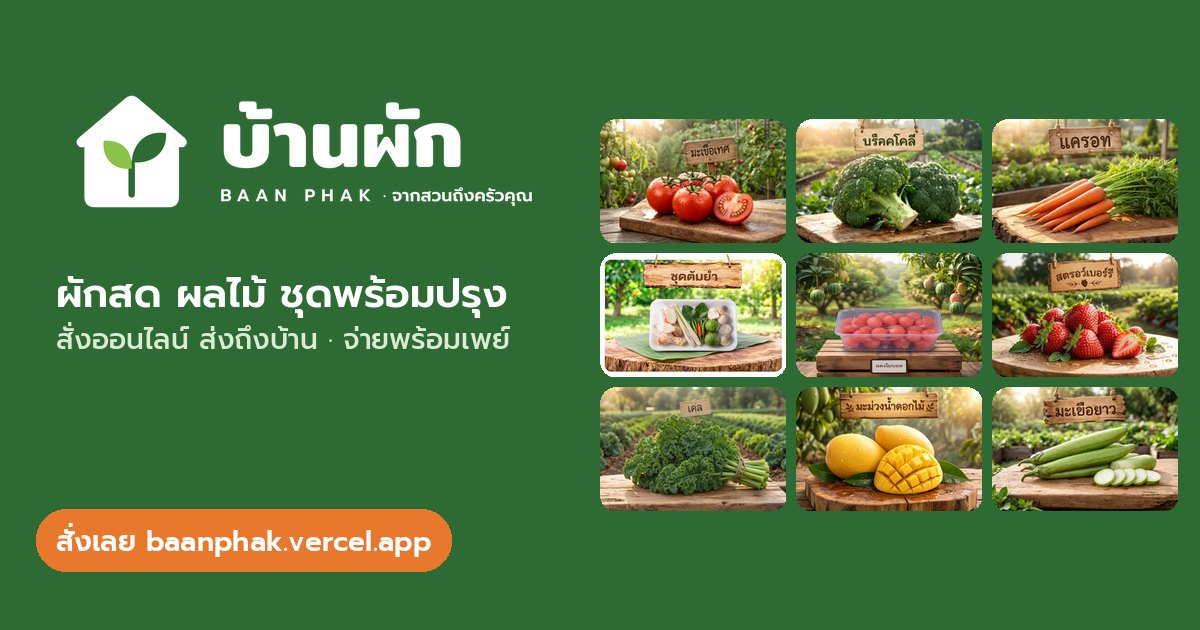 บ้านผัก
BAAN PHAK · จากสวนถึงครัวคุณ
ผักสด ผลไม้ ชุดพร้อมปรุง
สั่งออนไลน์ ส่งถึงบ้าน · จ่ายพร้อมเพย์
สั่งเลย baanphak.vercel.app
มะเขือเทศ
บร็อคโคลี่
แครอท
ชุดต้มยำ
สตรอว์เบอร์รี
เคล
มะม่วงน้ำดอกไม้
มะเขือยาว